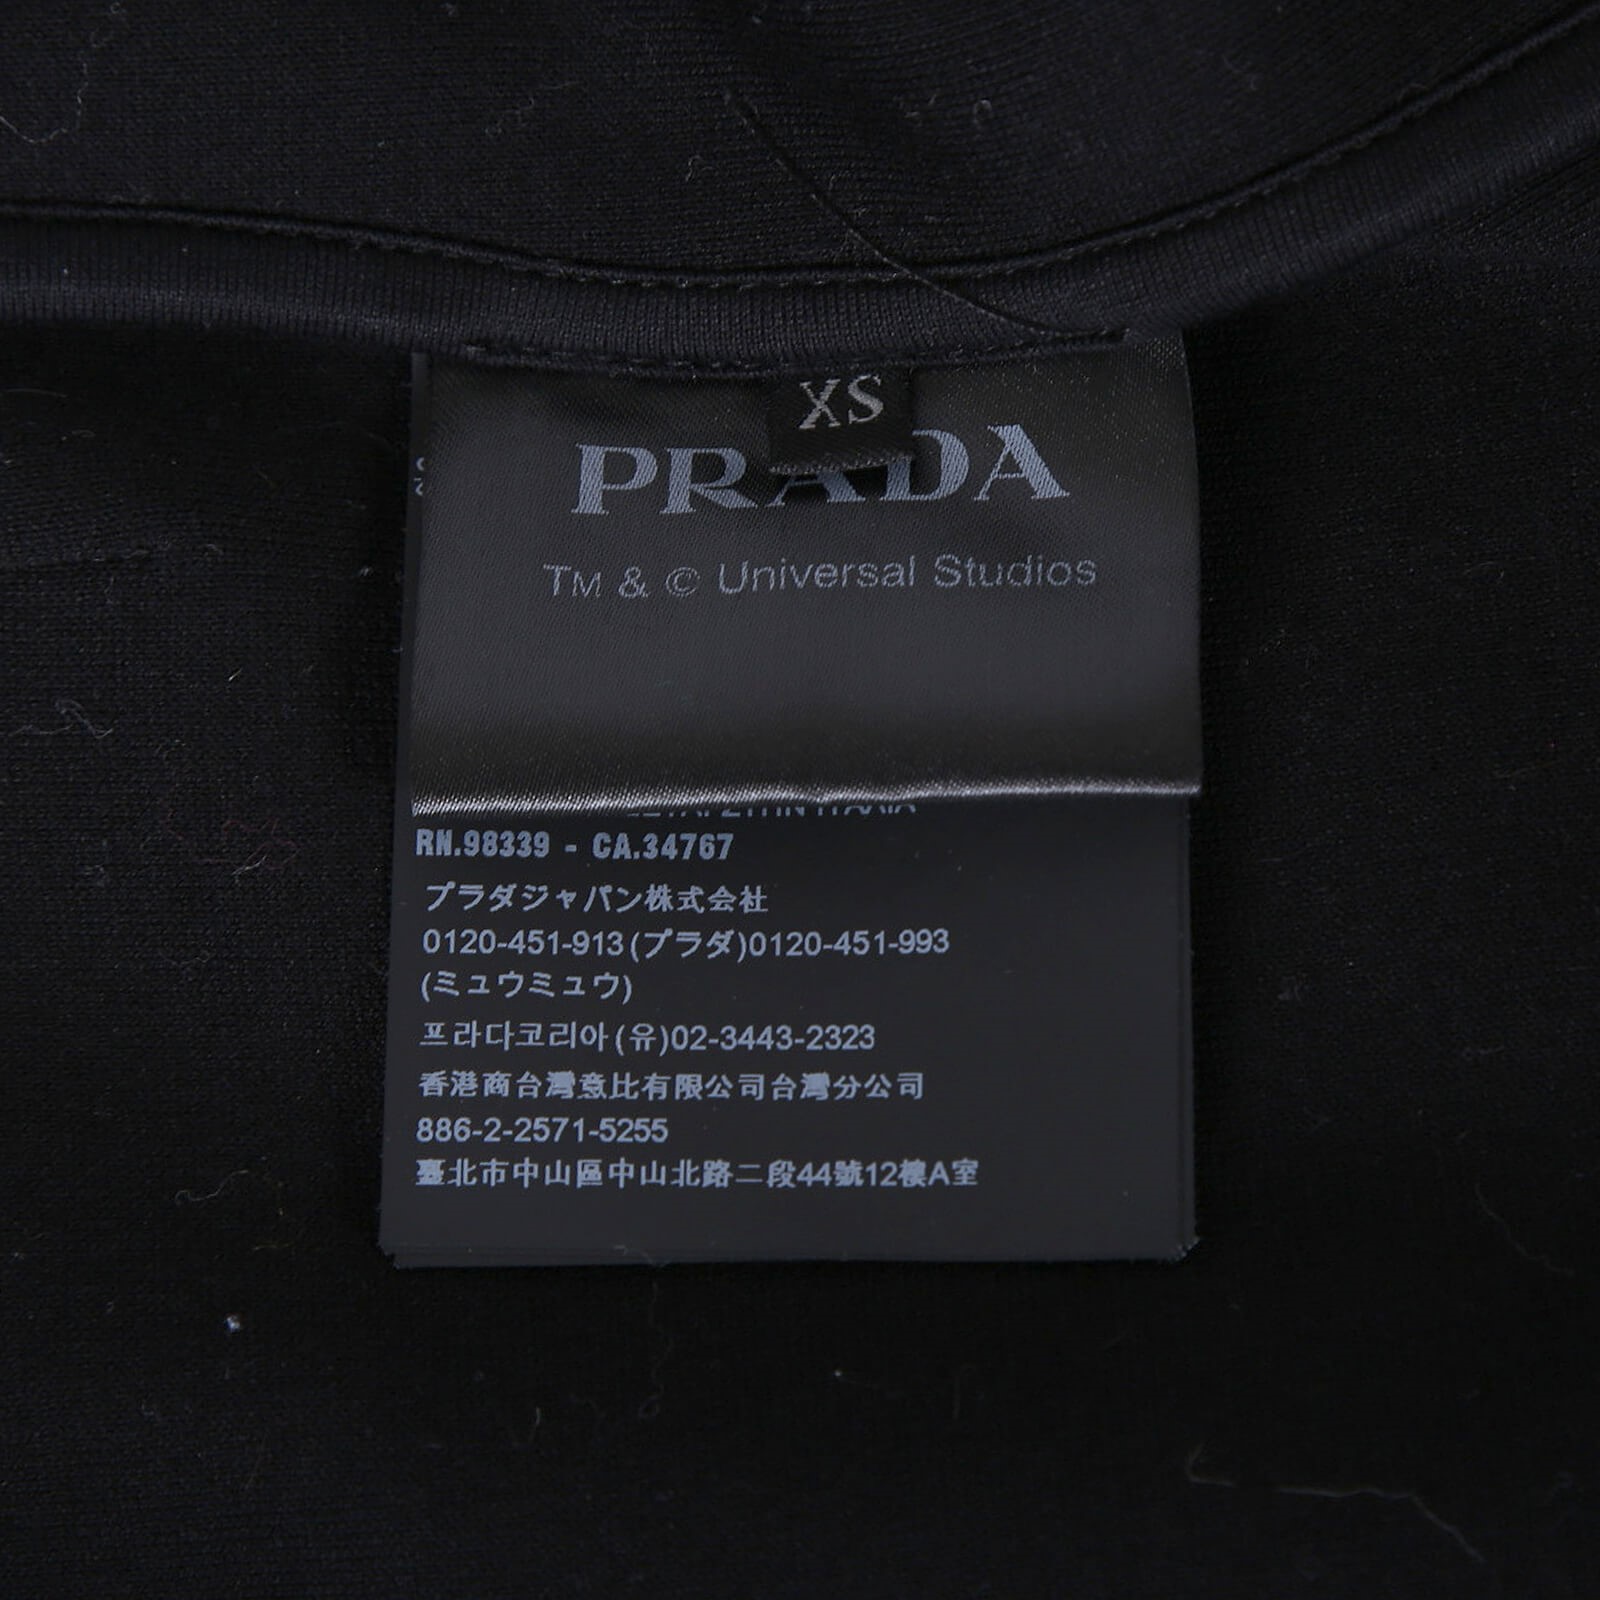 XS
PRADA
TM & © Universal Studios
RN.98339 - CA.34767
プラダジャパン株式会社
0120-451-913(プラダ)0120-451-993
(ミュウミュウ)
프라다코리아(유)02-3443-2323
香港商台灣意比有限公司台灣分公司
886-2-2571-5255
臺北市中山區中山北路二段44號12樓A室